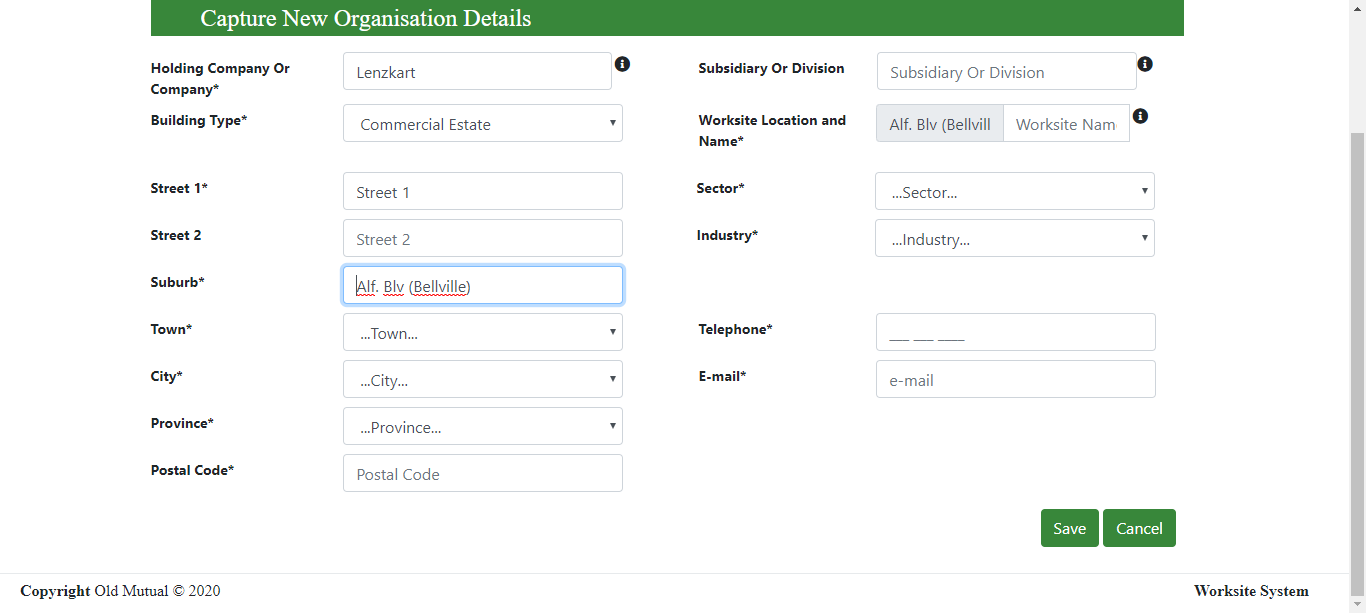 Capture New Organisation Details
Holding Company Or
Company*
Lenzkart
Subsidiary Or Division
Subsidiary Or Division
Building Type*
Commercial Estate
Worksite Location and
Name*
Alf. Blv (Bellvill
Worksite Nam
Street 1*
Street 1
Sector*
...Sector...
Street 2
Street 2
Industry*
...Industry...
Suburb*
Alf. Blv (Bellville)
Town*
...Town...
Telephone*
___ ___ ____
City*
...City...
E-mail*
e-mail
Province*
...Province...
Postal Code*
Postal Code
Save
Cancel
Copyright Old Mutual © 2020
Worksite System